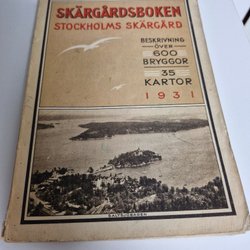 SKÄRGÅRDSBOKEN
STOCKHOLMS SKÄRGÅRD
BESKRIVNING
ÖVER
600
BRYGGOR
35
KARTOR
1931